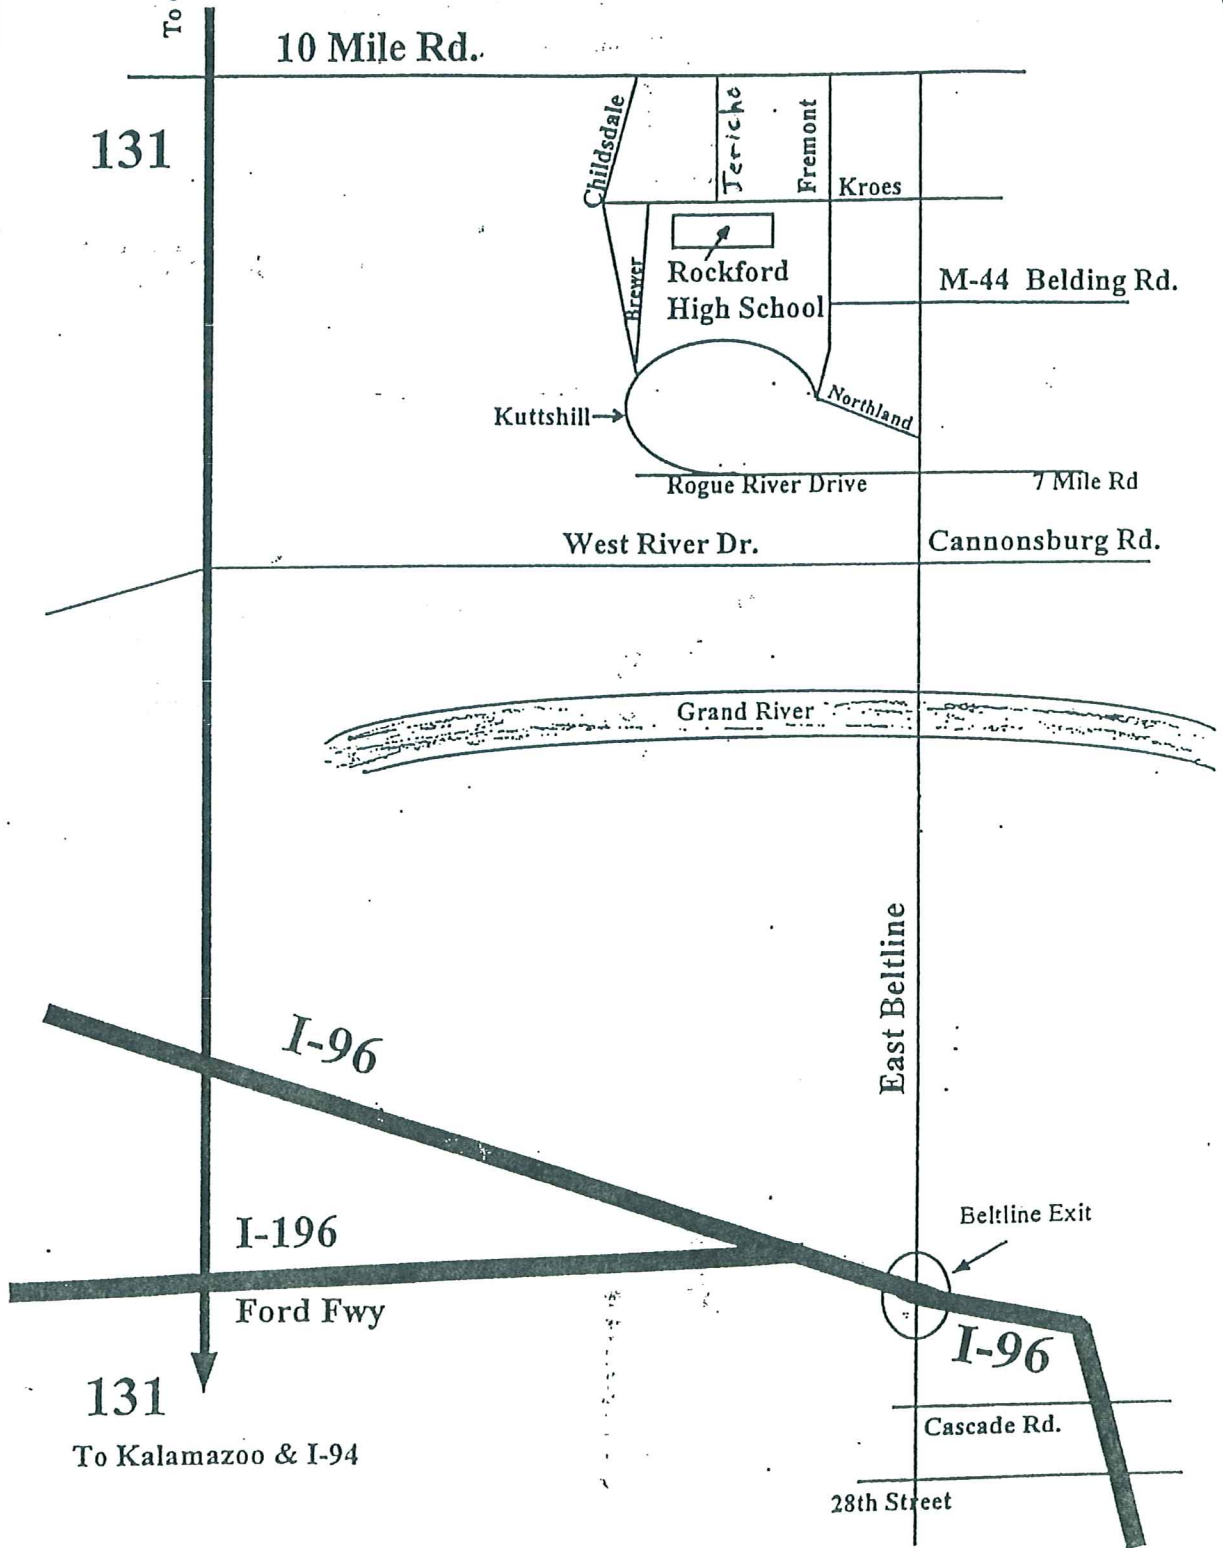 To
10 Mile Rd.
131
Childsdale
Jericho
Fremont
Kroes
Brewer
Rockford
High School
M-44 Belding Rd.
Kuttshill
Northland
Rogue River Drive
7 Mile Rd
West River Dr.
Cannonsburg Rd.
Grand River
East Beltline
I-96
I-196
Ford Fwy
Beltline Exit
I-96
131
To Kalamazoo & I-94
Cascade Rd.
28th Street